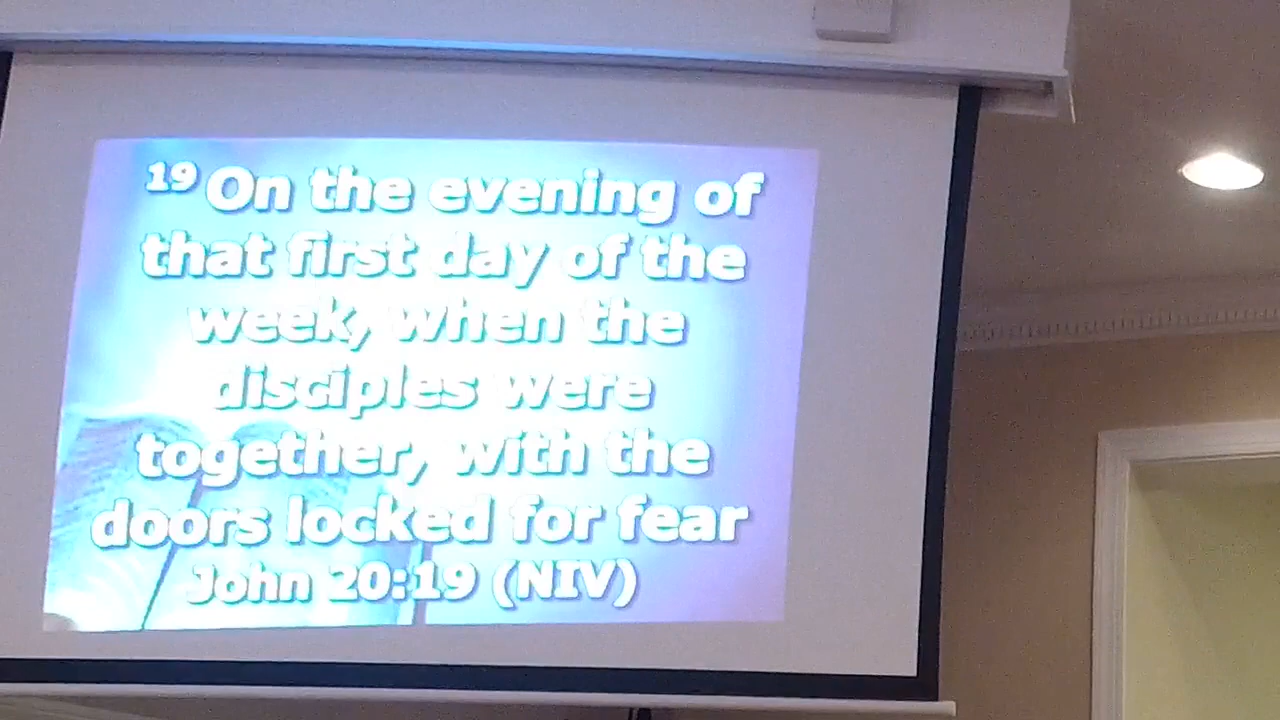 19 On the evening of
that first day of the
week, when the
disciples were
together, with the
doors locked for fear
John 20:19 (NIV)